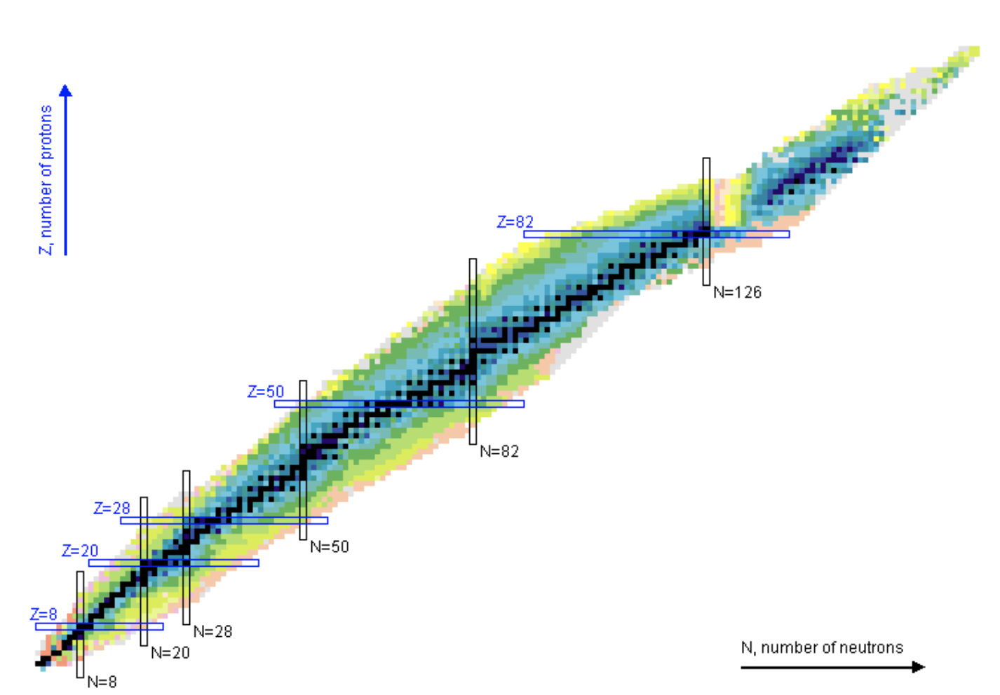 Z, number of protons
Z=82
N=126
Z=50
N=82
Z=28
N=50
Z=20
N=28
Z=8
N=20
N=8
N, number of neutrons